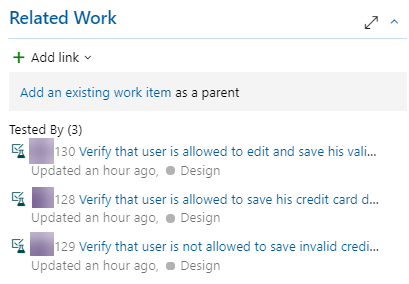 Related Work
+ Add link
Add an existing work item as a parent
Tested By (3)
130 Verify that user is allowed to edit and save his vali...
Updated an hour ago, Design
128 Verify that user is allowed to save his credit card d...
Updated an hour ago, Design
129 Verify that user is not allowed to save invalid credi...
Updated an hour ago, Design